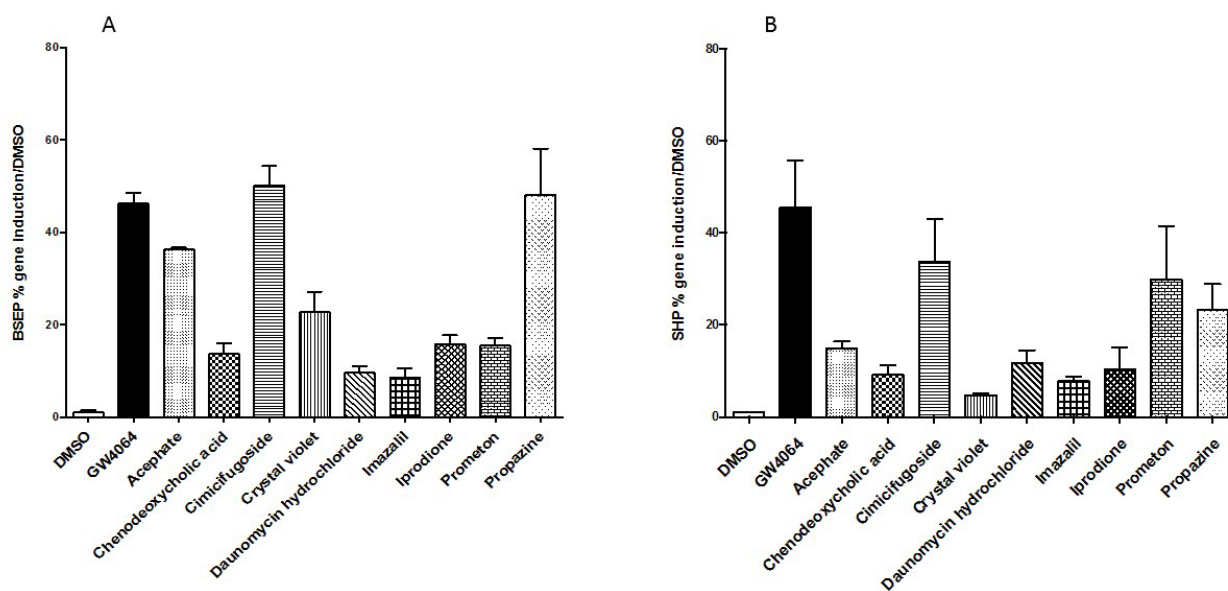 A
BSEP % gene induction/DMSO
80
60
40
20
0
DMSO
GW4064
Acephate
Chenodeoxycholic acid
Cimicifugoside
Crystal violet
Daunomycin hydrochloride
Imazalil
Iprodione
Prometon
Propazine
B
SHP % gene induction/DMSO
80
60
40
20
0
DMSO
GW4064
Acephate
Chenodeoxycholic acid
Cimicifugoside
Crystal violet
Daunomycin hydrochloride
Imazalil
Iprodione
Prometon
Propazine